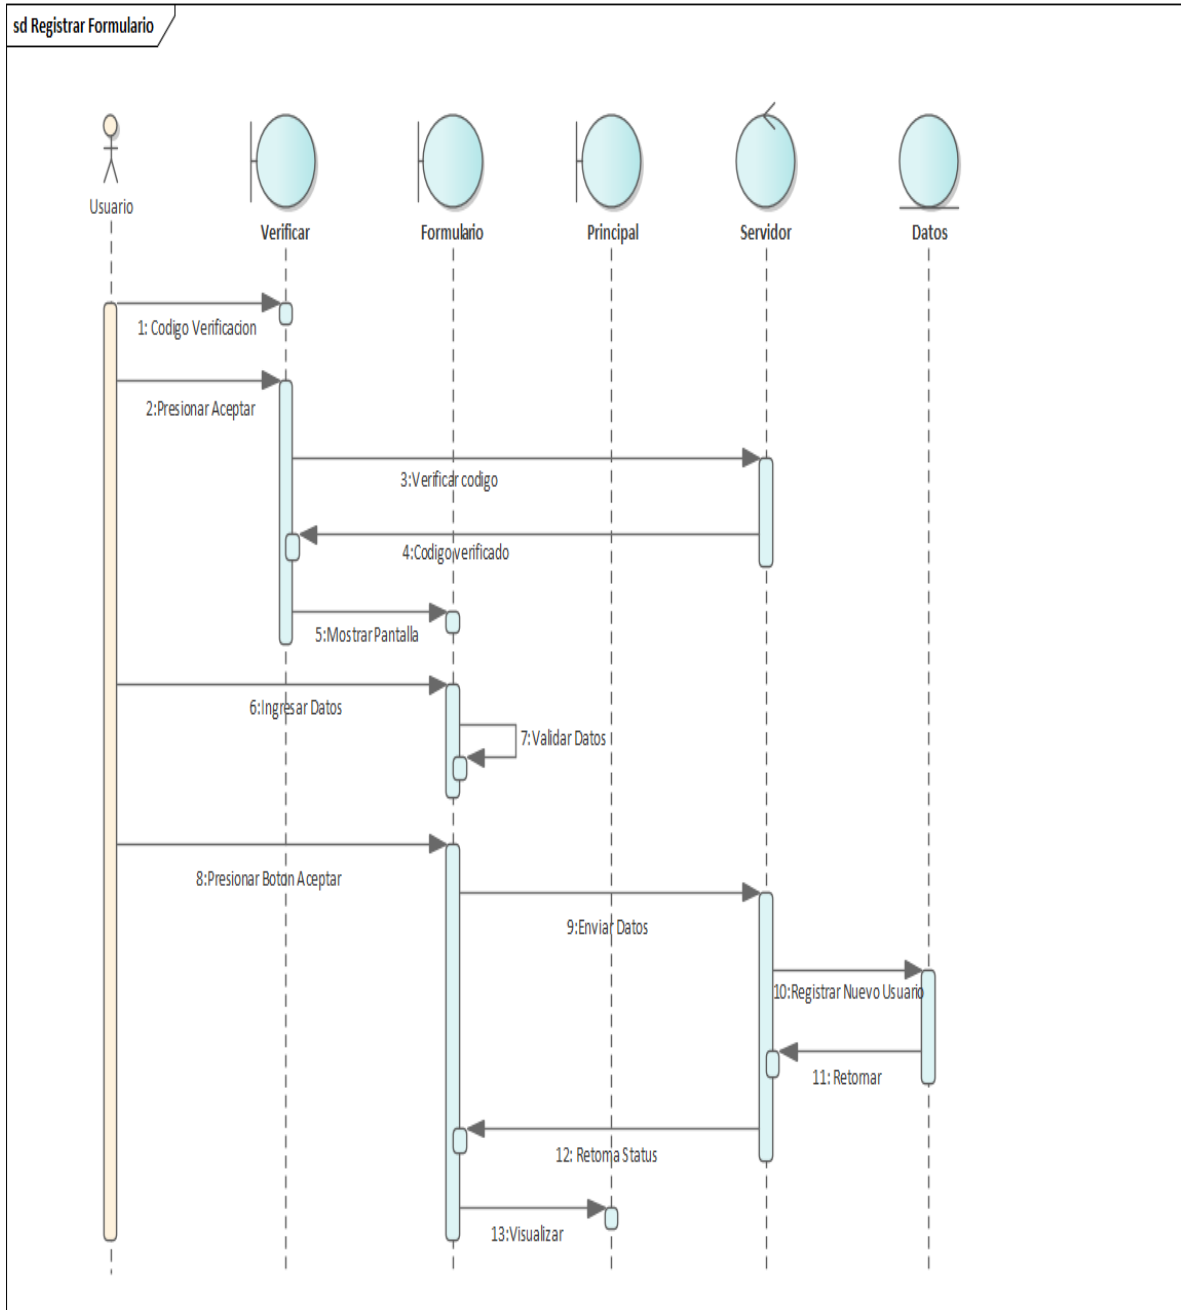 sd Registrar Formulario
Usuario
Verificar
Formulario
Principal
Servidor
Datos
1: Codigo Verificacion
2:Presionar Aceptar
3:Verificar codigo
4:Codigo verificado
5:Mostrar Pantalla
6:Ingresar Datos
7:Validar Datos
8:Presionar Boton Aceptar
9:Enviar Datos
10:Registrar Nuevo Usuario
11: Retornar
12: Retorna Status
13:Visualizar